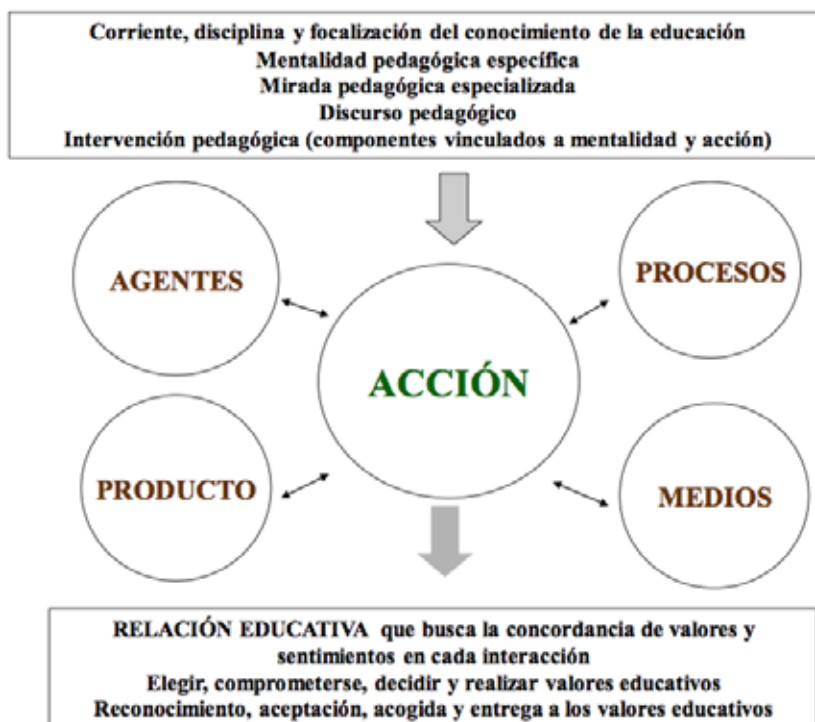 Corriente, disciplina y focalización del conocimiento de la educación
Mentalidad pedagógica específica
Mirada pedagógica especializada
Discurso pedagógico
Intervención pedagógica (componentes vinculados a mentalidad y acción)
AGENTES
PROCESOS
ACCIÓN
PRODUCTO
MEDIOS
RELACIÓN EDUCATIVA que busca la concordancia de valores y
sentimientos en cada interacción
Elegir, comprometerse, decidir y realizar valores educativos
Reconocimiento, aceptación, acogida y entrega a los valores educativos